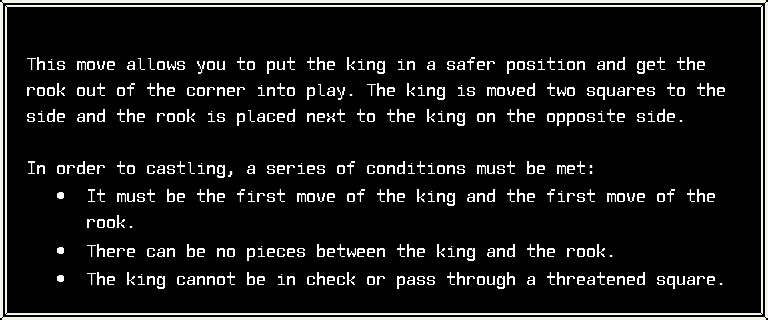 This move allows you to put the king in a safer position and get the
rook out of the corner into play. The king is moved two squares to the
side and the rook is placed next to the king on the opposite side.
In order to castling, a series of conditions must be met:
• It must be the first move of the king and the first move of the
rook.
• There can be no pieces between the king and the rook.
• The king cannot be in check or pass through a threatened square.